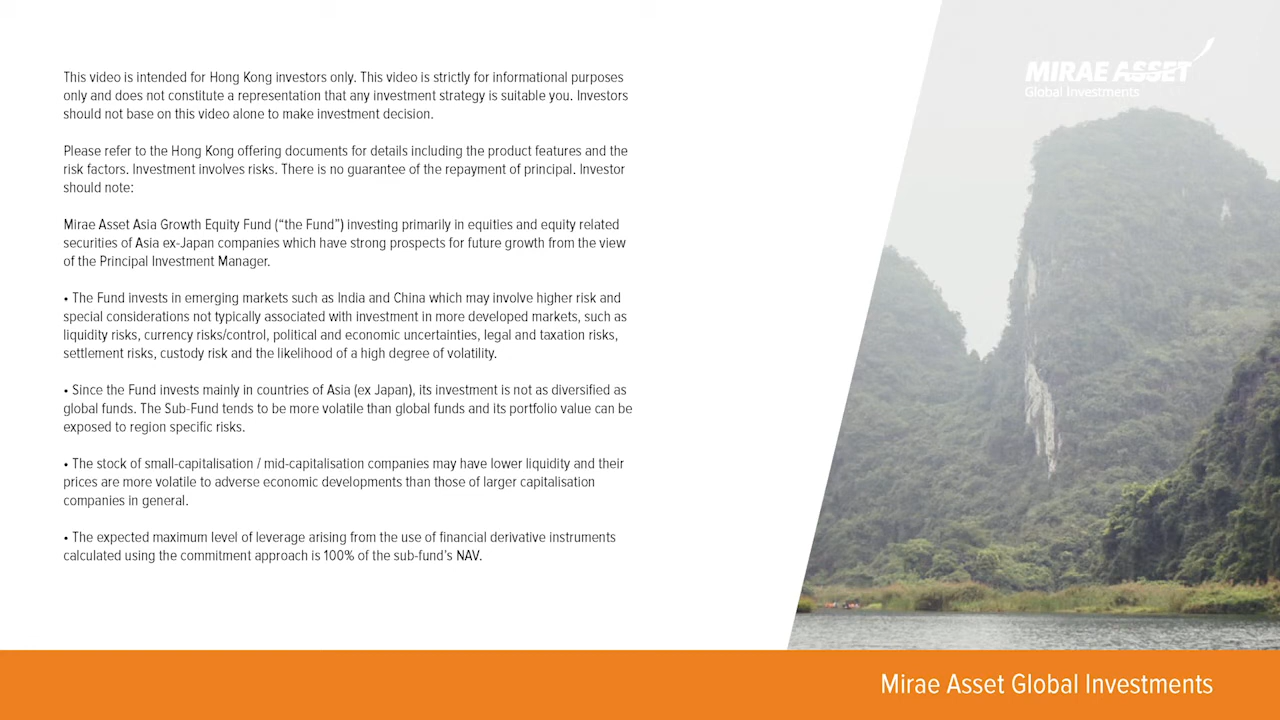 This video is intended for Hong Kong investors only. This video is strictly for informational purposes
only and does not constitute a representation that any investment strategy is suitable you. Investors
should not base on this video alone to make investment decision.
Please refer to the Hong Kong offering documents for details including the product features and the
risk factors. Investment involves risks. There is no guarantee of the repayment of principal. Investor
should note:
Mirae Asset Asia Growth Equity Fund (“the Fund”) investing primarily in equities and equity related
securities of Asia ex-Japan companies which have strong prospects for future growth from the view
of the Principal Investment Manager.
• The Fund invests in emerging markets such as India and China which may involve higher risk and
special considerations not typically associated with investment in more developed markets, such as
liquidity risks, currency risks/control, political and economic uncertainties, legal and taxation risks,
settlement risks, custody risk and the likelihood of a high degree of volatility.
• Since the Fund invests mainly in countries of Asia (ex Japan), its investment is not as diversified as
global funds. The Sub-Fund tends to be more volatile than global funds and its portfolio value can be
exposed to region specific risks.
• The stock of small-capitalisation / mid-capitalisation companies may have lower liquidity and their
prices are more volatile to adverse economic developments than those of larger capitalisation
companies in general.
• The expected maximum level of leverage arising from the use of financial derivative instruments
calculated using the commitment approach is 100% of the sub-fund’s NAV.
MIRAE ASSET
Global Investments
Mirae Asset Global Investments